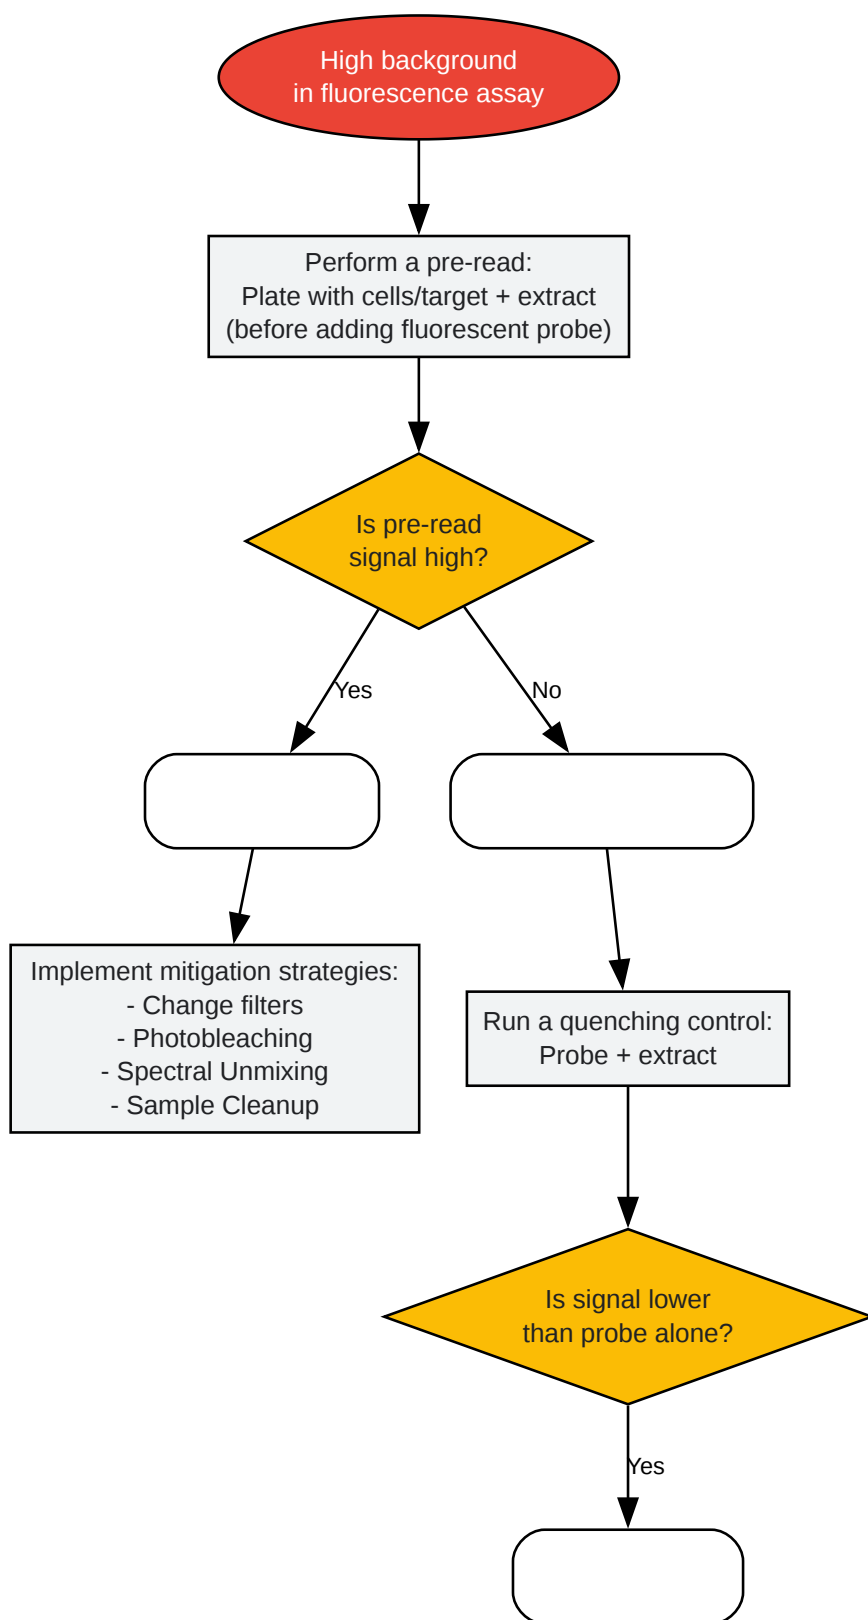 High background
in fluorescence assay
Perform a pre-read:
Plate with cells/target + extract
(before adding fluorescent probe)
Is pre-read
signal high?
Yes
No
Implement mitigation strategies:
- Change filters
- Photobleaching
- Spectral Unmixing
- Sample Cleanup
Run a quenching control:
Probe + extract
Is signal lower
than probe alone?
Yes